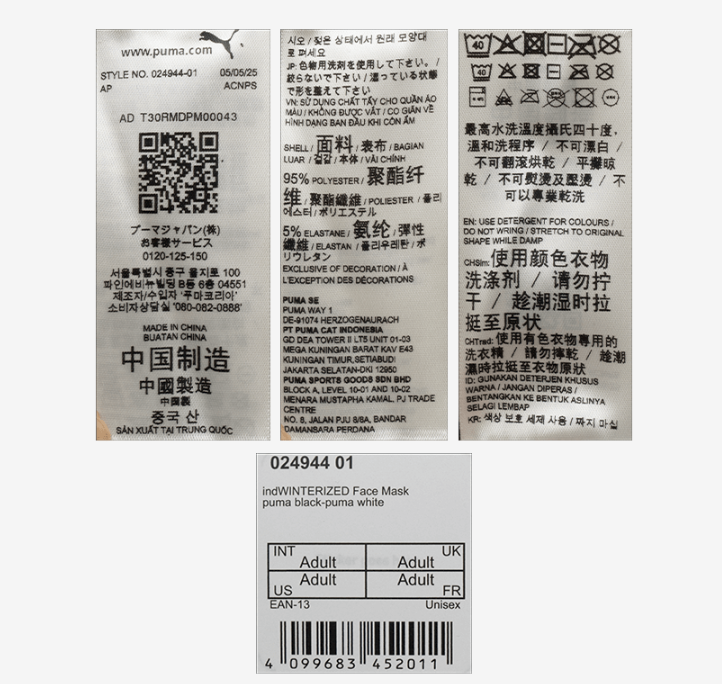 www.puma.com
STYLE NO. 024944-01 05/05/25
AP ACNPS
AD T30RMDPM00043
プーマジャパン(株)
お客様サービス
0120-125-150
서울특별시 중구 을지로 100
파인에비뉴빌딩 B동 6층 04551
제조자/수입자 '푸마코리아'
소비자상담실 '080-082-0888'
MADE IN CHINA
BUATAN CHINA
中国制造
中國製造
中国製
중국 산
SẢN XUẤT TẠI TRUNG QUỐC
시오 / 젖은 상태에서 원래 모양대
로 펴세요
JP: 色物用洗剤を使用して下さい。 /
絞らないで下さい / 湿っている状態
で形を整えて下さい
VN: SỬ DỤNG CHẤT TẨY CHO QUẦN ÁO
MÀU / KHÔNG ĐƯỢC VẮT / CO GIÃN VỀ
HÌNH DẠNG BAN ĐẦU KHI CÒN ẨM
SHELL / 面料 / 表布 / BAGIAN
LUAR / 겉감 / 本体 / VẢI CHÍNH
95% POLYESTER / 聚酯纤
维 / 聚酯纖維 / POLIESTER / 폴리
에스터 / ポリエステル
5% ELASTANE / 氨纶 / 彈性
纖維 / ELASTAN / 폴리우레탄 / ポ
リウレタン
EXCLUSIVE OF DECORATION / À
L'EXCEPTION DES DÉCORATIONS
PUMA SE
PUMA WAY 1
DE-91074 HERZOGENAURACH
PT PUMA CAT INDONESIA
GD DEA TOWER II LT5 UNIT 01-03
MEGA KUNINGAN BARAT KAV E43
KUNINGAN TIMUR,SETIABUDI
JAKARTA SELATAN-DKI 12950
PUMA SPORTS GOODS SDN BHD
BLOCK A, LEVEL 10-01 AND 10-02
MENARA MUSTAPHA KAMAL, PJ TRADE
CENTRE
NO. 8, JALAN PJU 8/8A, BANDAR
DAMANSARA PERDANA
40
40
最高水洗溫度攝氏四十度,
溫和洗程序 / 不可漂白 /
不可翻滾烘乾 / 平攤晾
乾 / 不可熨燙及壓燙 / 不
可以專業乾洗
EN: USE DETERGENT FOR COLOURS /
DO NOT WRING / STRETCH TO ORIGINAL
SHAPE WHILE DAMP
CHSim: 使用颜色衣物
洗涤剂 / 请勿拧
干 / 趁潮湿时拉
挺至原状
CHTrad: 使用有色衣物專用的
洗衣精 / 請勿擰乾 / 趁潮
濕時拉挺至衣物原狀
ID: GUNAKAN DETERJEN KHUSUS
WARNA / JANGAN DIPERAS /
BENTANGKAN KE BENTUK ASLINYA
SELAGI LEMBAP
KR: 색상 보호 세제 사용 / 짜지 마십
024944 01
indWINTERIZED Face Mask
puma black-puma white
INT Adult Adult UK
US Adult Adult FR
EAN-13 Unisex
4 099683 452011